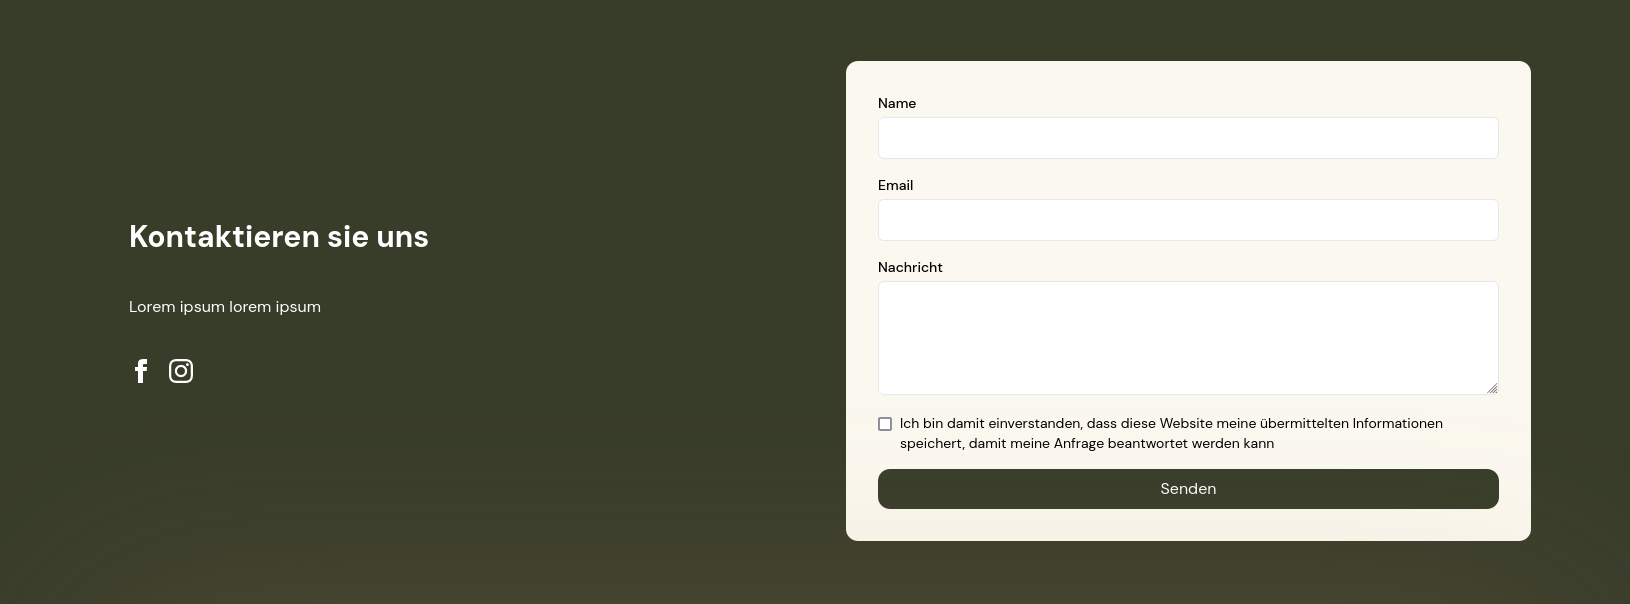 Kontaktieren sie uns
Lorem ipsum lorem ipsum
Name
Email
Nachricht
Ich bin damit einverstanden, dass diese Website meine übermittelten Informationen
speichert, damit meine Anfrage beantwortet werden kann
Senden